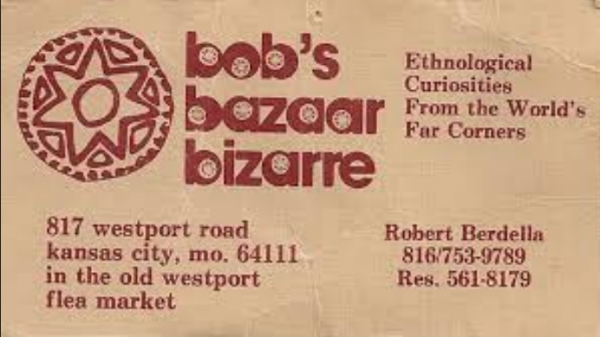 bob's
bazaar
bizarre
Ethnological
Curiosities
From the World's
Far Corners
817 westport road
kansas city, mo. 64111
in the old westport
flea market
Robert Berdella
816/753-9789
Res. 561-8179